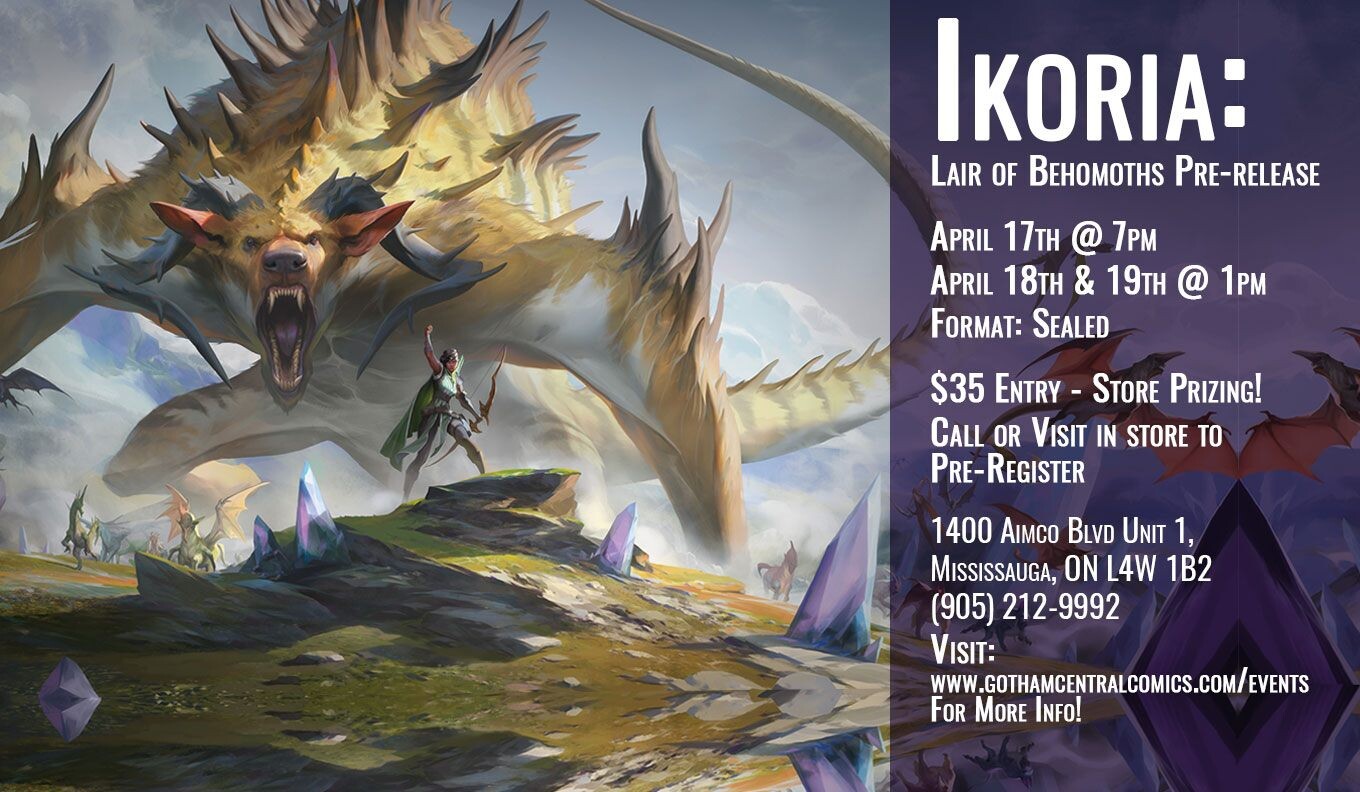 Ikoria:
Lair of Behomoths Pre-release
April 17th @ 7pm
April 18th & 19th @ 1pm
Format: Sealed
$35 Entry - Store Prizing!
Call or Visit in store to
Pre-Register
1400 Aimco Blvd Unit 1,
Mississauga, ON L4W 1B2
(905) 212-9992
Visit:
www.gothamcentralcomics.com/events
For More Info!